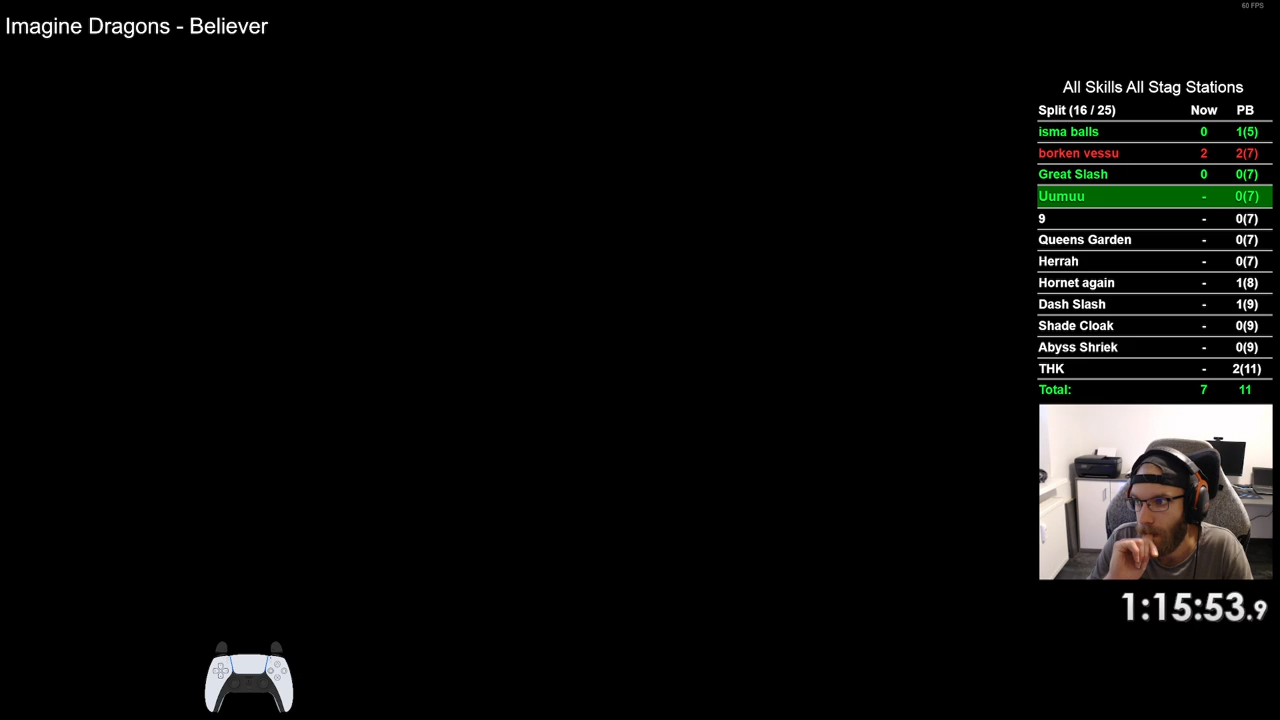 60 FPS
Imagine Dragons - Believer
All Skills All Stag Stations
Split (16 / 25) Now PB
isma balls 0 1(5)
borken vessu 2 2(7)
Great Slash 0 0(7)
Uumuu - 0(7)
9 - 0(7)
Queens Garden - 0(7)
Herrah - 0(7)
Hornet again - 1(8)
Dash Slash - 1(9)
Shade Cloak - 0(9)
Abyss Shriek - 0(9)
THK - 2(11)
Total: 7 11
1:15:53.9